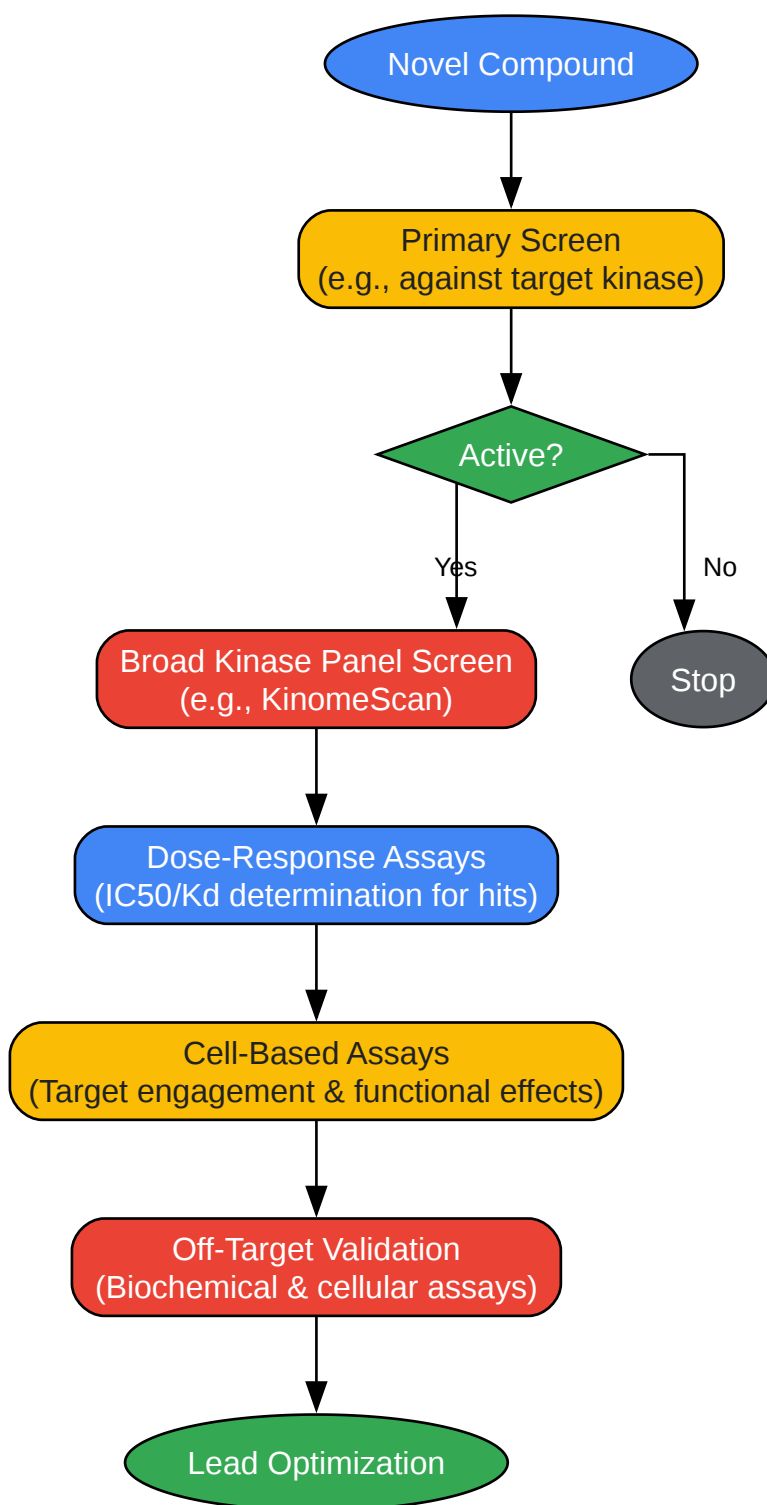 Novel Compound
Primary Screen
(e.g., against target kinase)
Active?
Yes
No
Broad Kinase Panel Screen
(e.g., KinomeScan)
Stop
Dose-Response Assays
(IC50/Kd determination for hits)
Cell-Based Assays
(Target engagement & functional effects)
Off-Target Validation
(Biochemical & cellular assays)
Lead Optimization